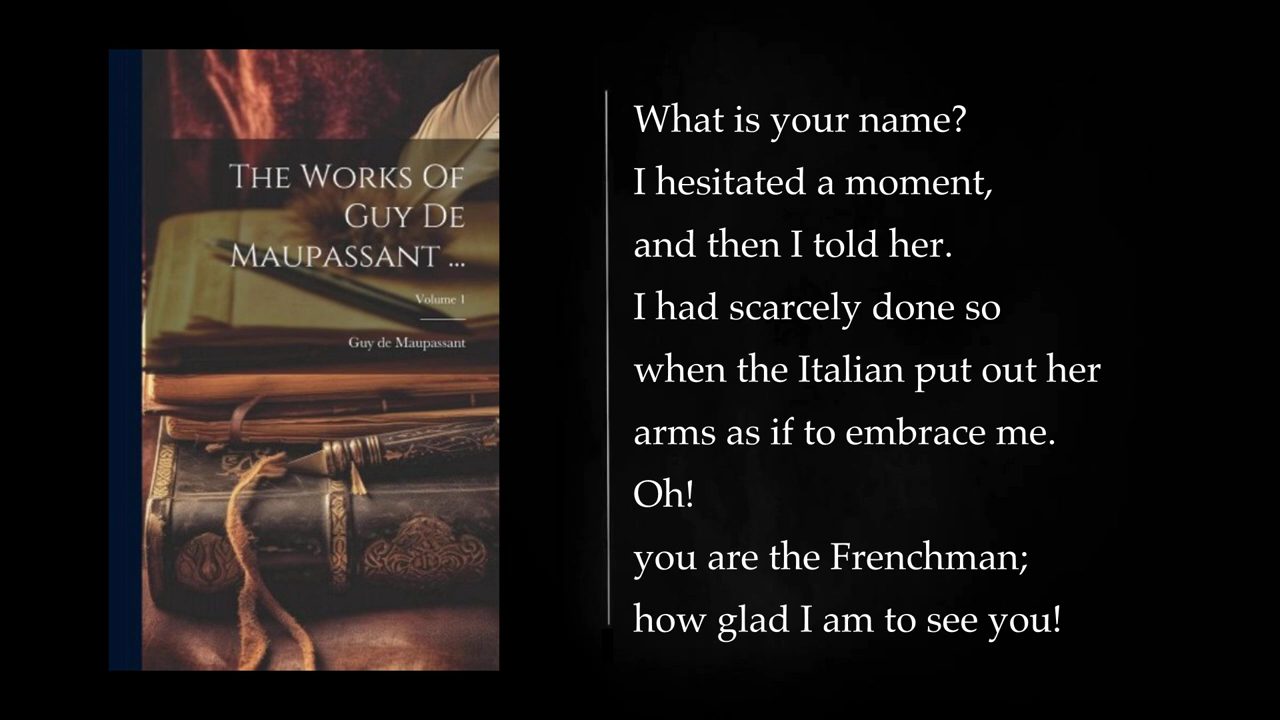 The Works Of
Guy De
Maupassant ...
Volume 1
Guy de Maupassant
What is your name?
I hesitated a moment,
and then I told her.
I had scarcely done so
when the Italian put out her
arms as if to embrace me.
Oh!
you are the Frenchman;
how glad I am to see you!